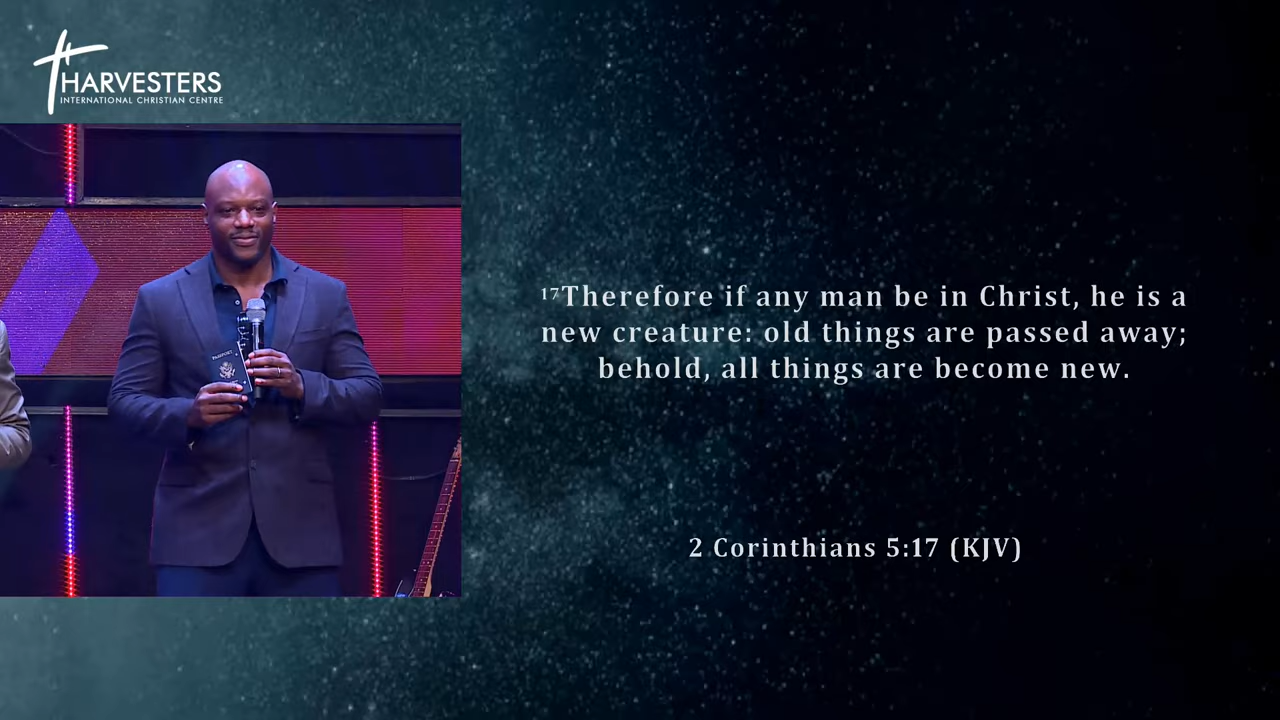 HARVESTERS
INTERNATIONAL CHRISTIAN CENTRE
PASSPORT
¹⁷Therefore if any man be in Christ, he is a
new creature: old things are passed away;
behold, all things are become new.
2 Corinthians 5:17 (KJV)